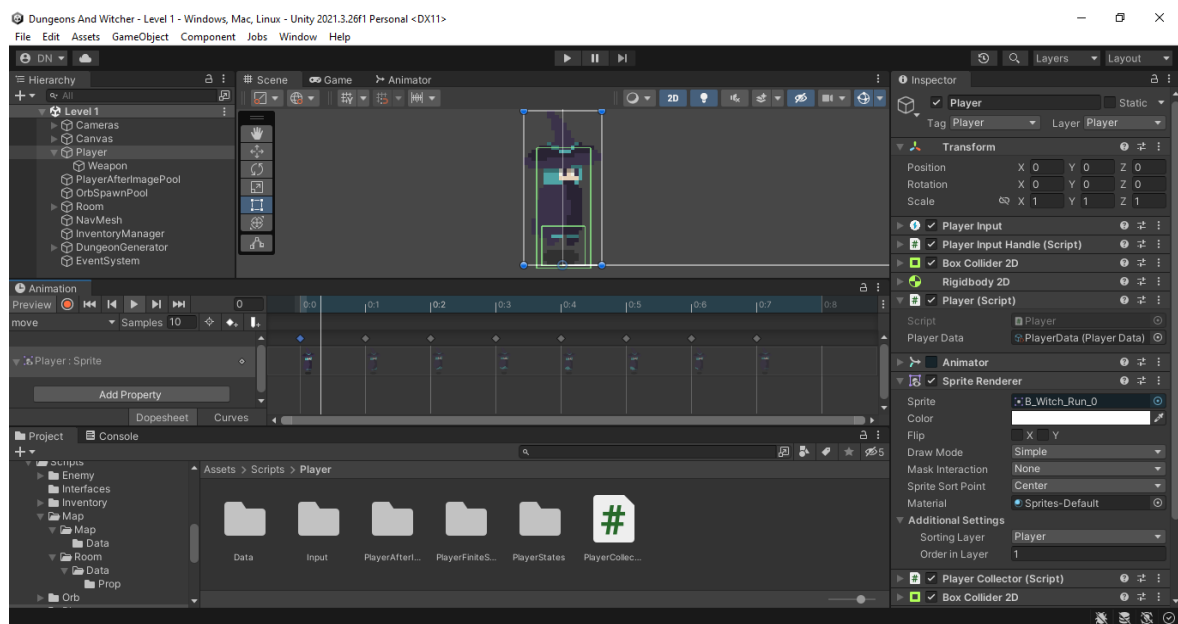 Dungeons And Witcher - Level 1 - Windows, Mac, Linux - Unity 2021.3.26f1 Personal <DX11>
File Edit Assets GameObject Component Jobs Window Help
DN Layers Layout
Hierarchy
All
Level 1
Cameras
Canvas
Player
Weapon
PlayerAfterImagePool
OrbSpawnPool
Room
NavMesh
InventoryManager
DungeonGenerator
EventSystem
Scene Game Animator
2D
Animation
Preview 0 0:0 0:1 0:2 0:3 0:4 0:5 0:6 0:7 0:8
move Samples 10
Player : Sprite
Add Property
Dopesheet Curves
Project Console
5
Scripts
Enemy
Interfaces
Inventory
Map
Map
Data
Room
Data
Prop
Orb
Assets > Scripts > Player
Data Input PlayerAfterI... PlayerFiniteS... PlayerStates PlayerCollec...
Inspector
Player Static
Tag Player Layer Player
Transform
Position X 0 Y 0 Z 0
Rotation X 0 Y 0 Z 0
Scale X 1 Y 1 Z 1
Player Input
Player Input Handle (Script)
Box Collider 2D
Rigidbody 2D
Player (Script)
Script Player
Player Data PlayerData (Player Data)
Animator
Sprite Renderer
Sprite B_Witch_Run_0
Color
Flip X Y
Draw Mode Simple
Mask Interaction None
Sprite Sort Point Center
Material Sprites-Default
Additional Settings
Sorting Layer Player
Order in Layer 1
Player Collector (Script)
Box Collider 2D